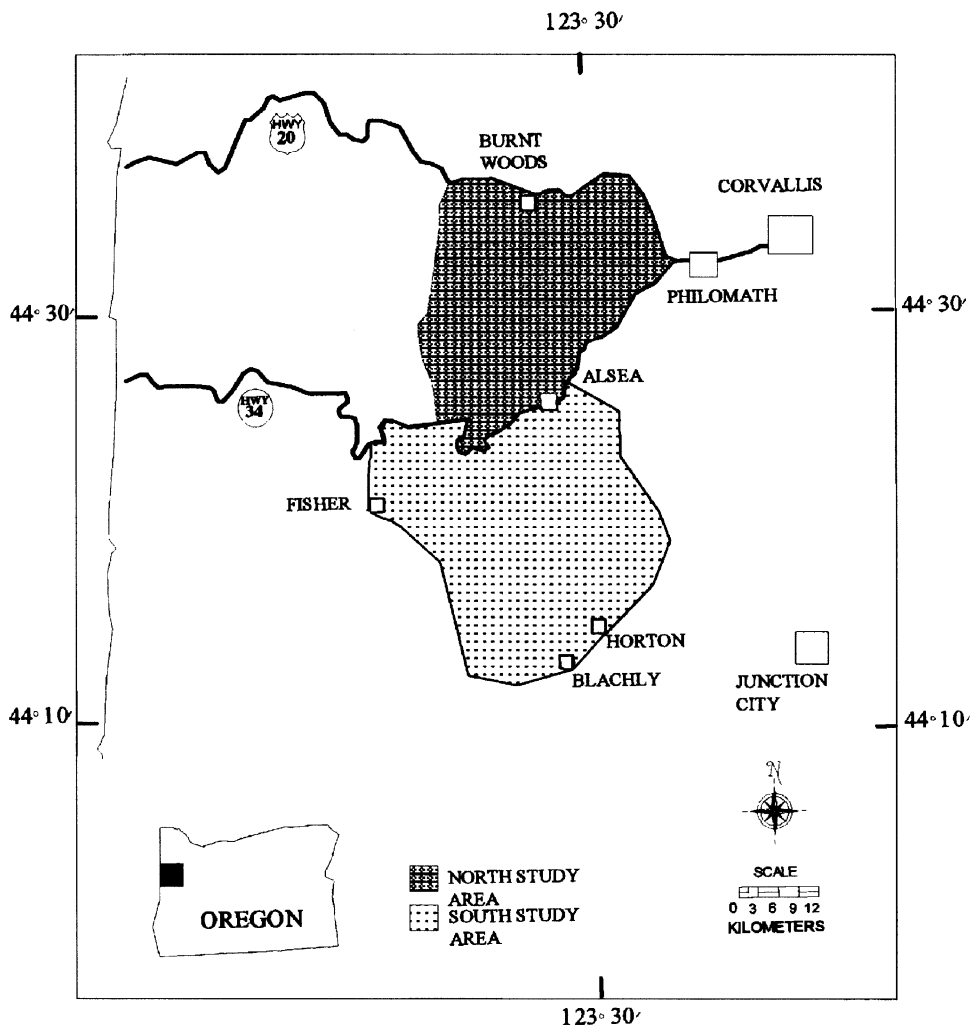 123° 30′
HWY
20
BURNT
WOODS
CORVALLIS
PHILOMATH
44° 30′
44° 30′
ALSEA
HWY
34
FISHER
HORTON
BLACHLY
JUNCTION
CITY
44° 10′
44° 10′
N
SCALE
0 3 6 9 12
KILOMETERS
OREGON
NORTH STUDY
AREA
SOUTH STUDY
AREA
123° 30′